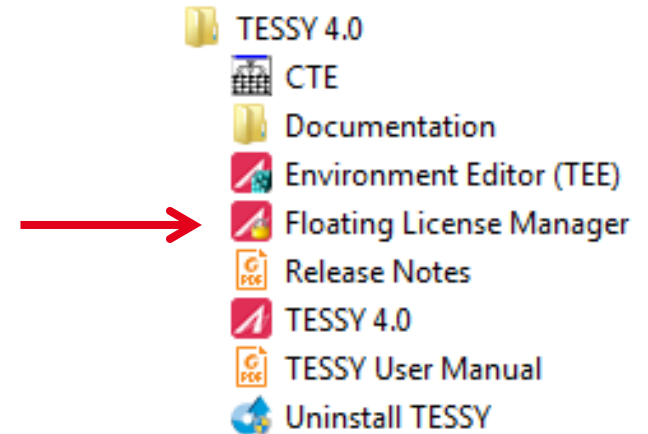 TESSY 4.0
CTE
Documentation
Environment Editor (TEE)
Floating License Manager
Release Notes
TESSY 4.0
TESSY User Manual
Uninstall TESSY